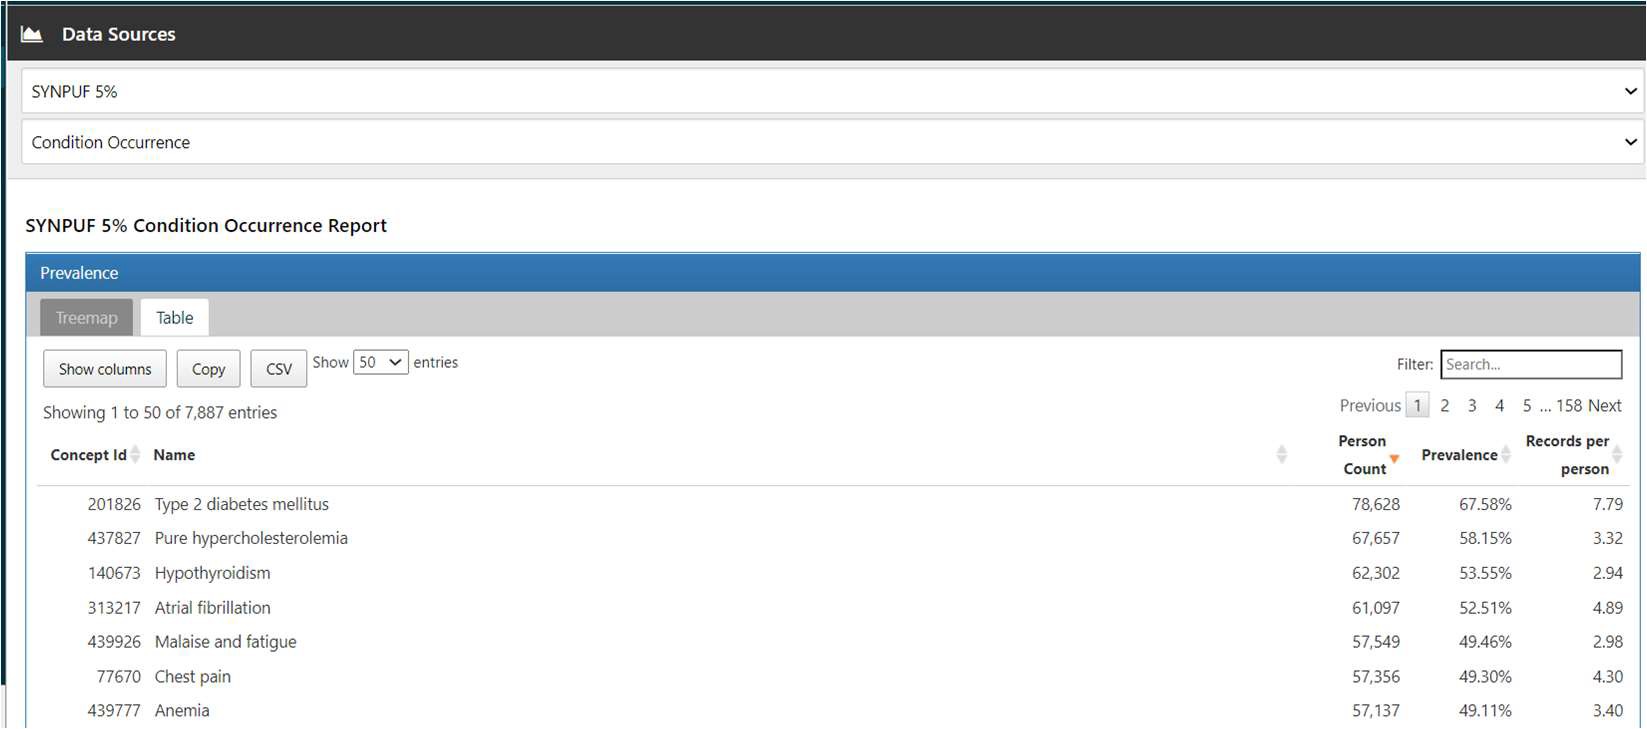 Data Sources
SYNPUF 5%
Condition Occurrence
SYNPUF 5% Condition Occurrence Report
Prevalence
Treemap Table
Show columns Copy CSV Show 50 entries Filter: Search...
Showing 1 to 50 of 7,887 entries Previous 1 2 3 4 5 ... 158 Next
Concept Id Name Person Count Prevalence Records per person
201826 Type 2 diabetes mellitus 78,628 67.58% 7.79
437827 Pure hypercholesterolemia 67,657 58.15% 3.32
140673 Hypothyroidism 62,302 53.55% 2.94
313217 Atrial fibrillation 61,097 52.51% 4.89
439926 Malaise and fatigue 57,549 49.46% 2.98
77670 Chest pain 57,356 49.30% 4.30
439777 Anemia 57,137 49.11% 3.40